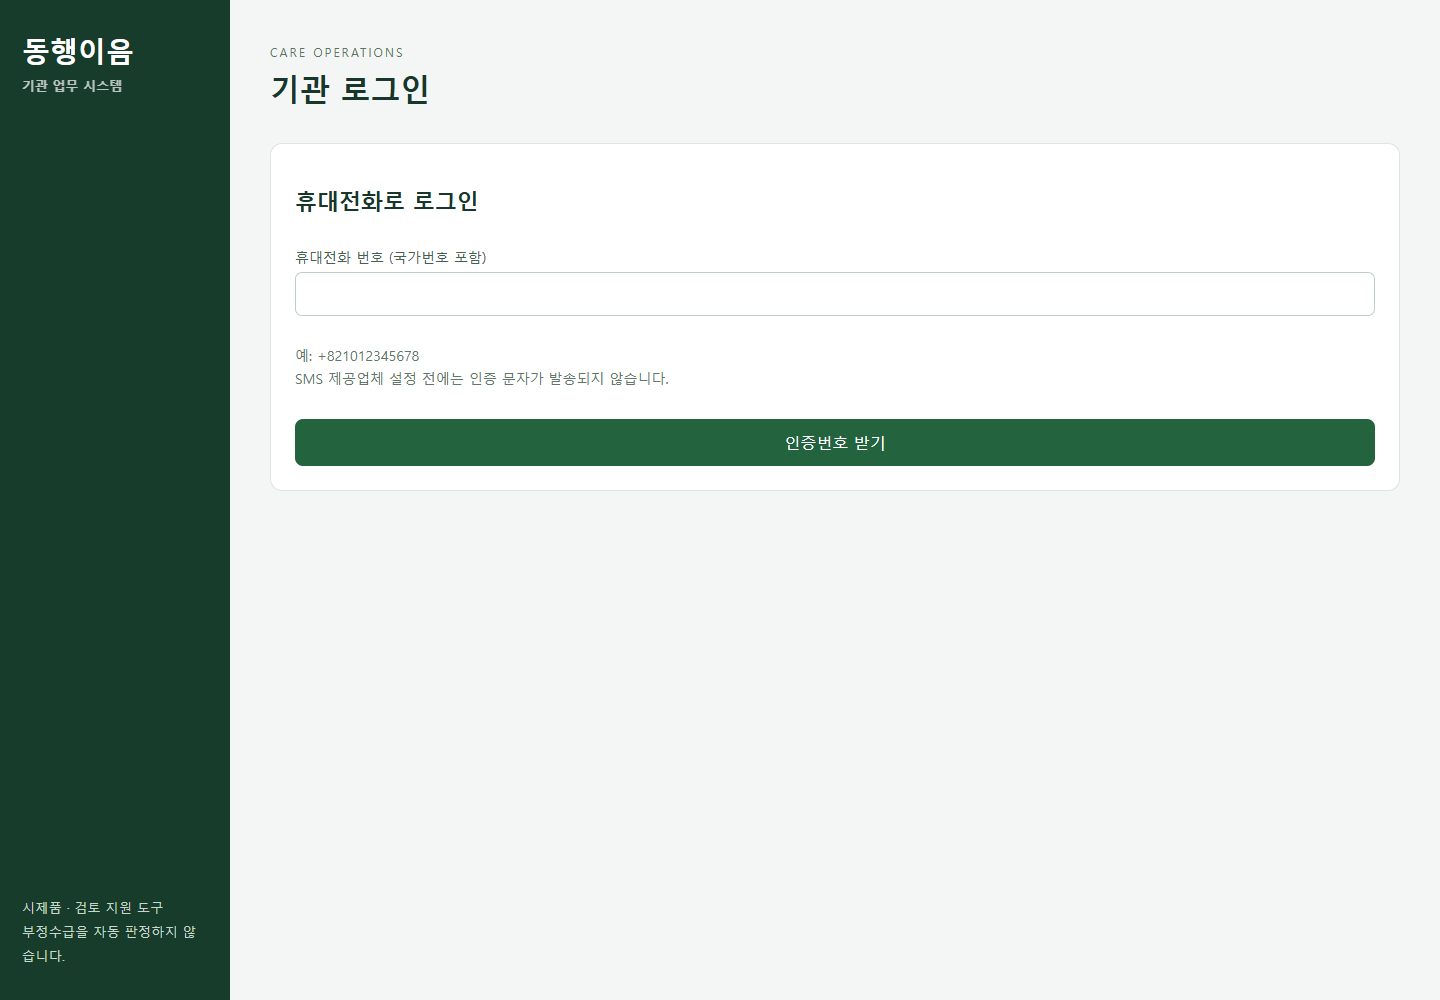 동행이음
기관 업무 시스템
CARE OPERATIONS
기관 로그인
휴대전화로 로그인
휴대전화 번호 (국가번호 포함)
예: +821012345678
SMS 제공업체 설정 전에는 인증 문자가 발송되지 않습니다.
인증번호 받기
시제품 · 검토 지원 도구
부정수급을 자동 판정하지 않
습니다.